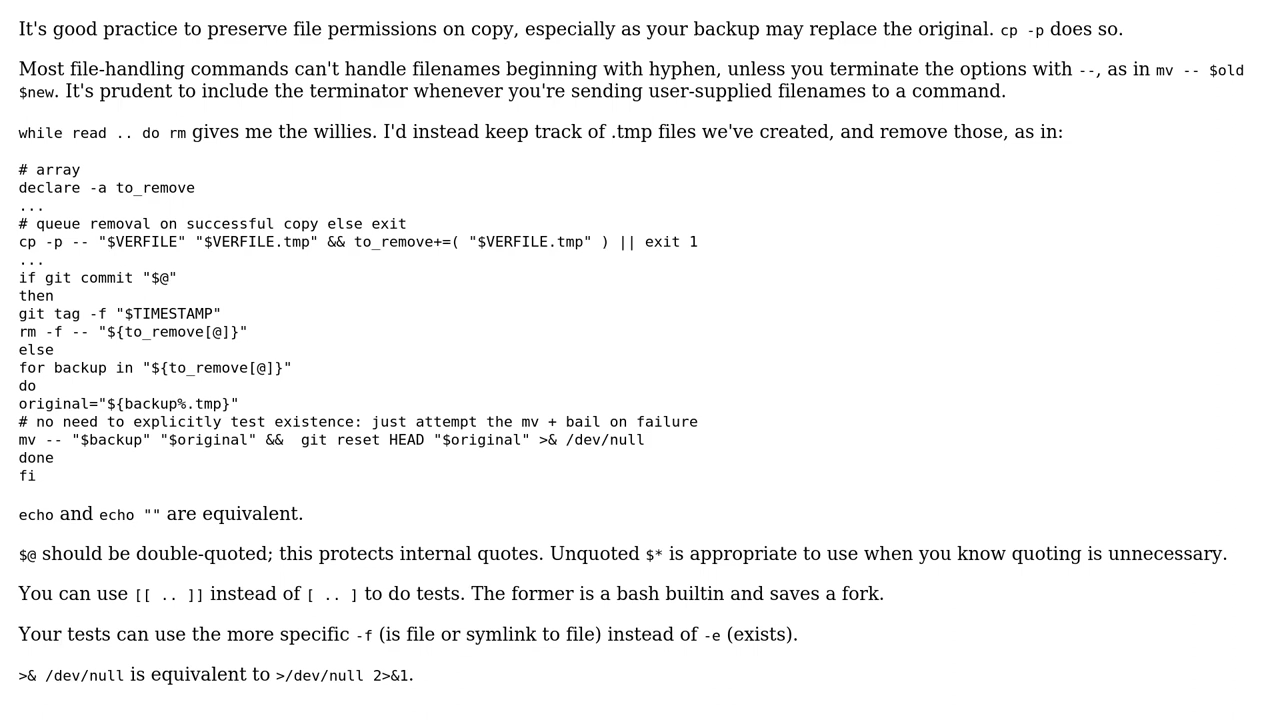 It's good practice to preserve file permissions on copy, especially as your backup may replace the original. cp -p does so.
Most file-handling commands can't handle filenames beginning with hyphen, unless you terminate the options with --, as in mv -- $old
$new. It's prudent to include the terminator whenever you're sending user-supplied filenames to a command.
while read .. do rm gives me the willies. I'd instead keep track of .tmp files we've created, and remove those, as in:
# array
declare -a to_remove
...
# queue removal on successful copy else exit
cp -p -- "$VERFILE" "$VERFILE.tmp" && to_remove+=( "$VERFILE.tmp" ) || exit 1
...
if git commit "$@"
then
git tag -f "$TIMESTAMP"
rm -f -- "${to_remove[@]}"
else
for backup in "${to_remove[@]}"
do
original="${backup%.tmp}"
# no need to explicitly test existence: just attempt the mv + bail on failure
mv -- "$backup" "$original" &&  git reset HEAD "$original" >& /dev/null
done
fi
echo and echo "" are equivalent.
$@ should be double-quoted; this protects internal quotes. Unquoted $* is appropriate to use when you know quoting is unnecessary.
You can use [[ .. ]] instead of [ .. ] to do tests. The former is a bash builtin and saves a fork.
Your tests can use the more specific -f (is file or symlink to file) instead of -e (exists).
>& /dev/null is equivalent to >/dev/null 2>&1.